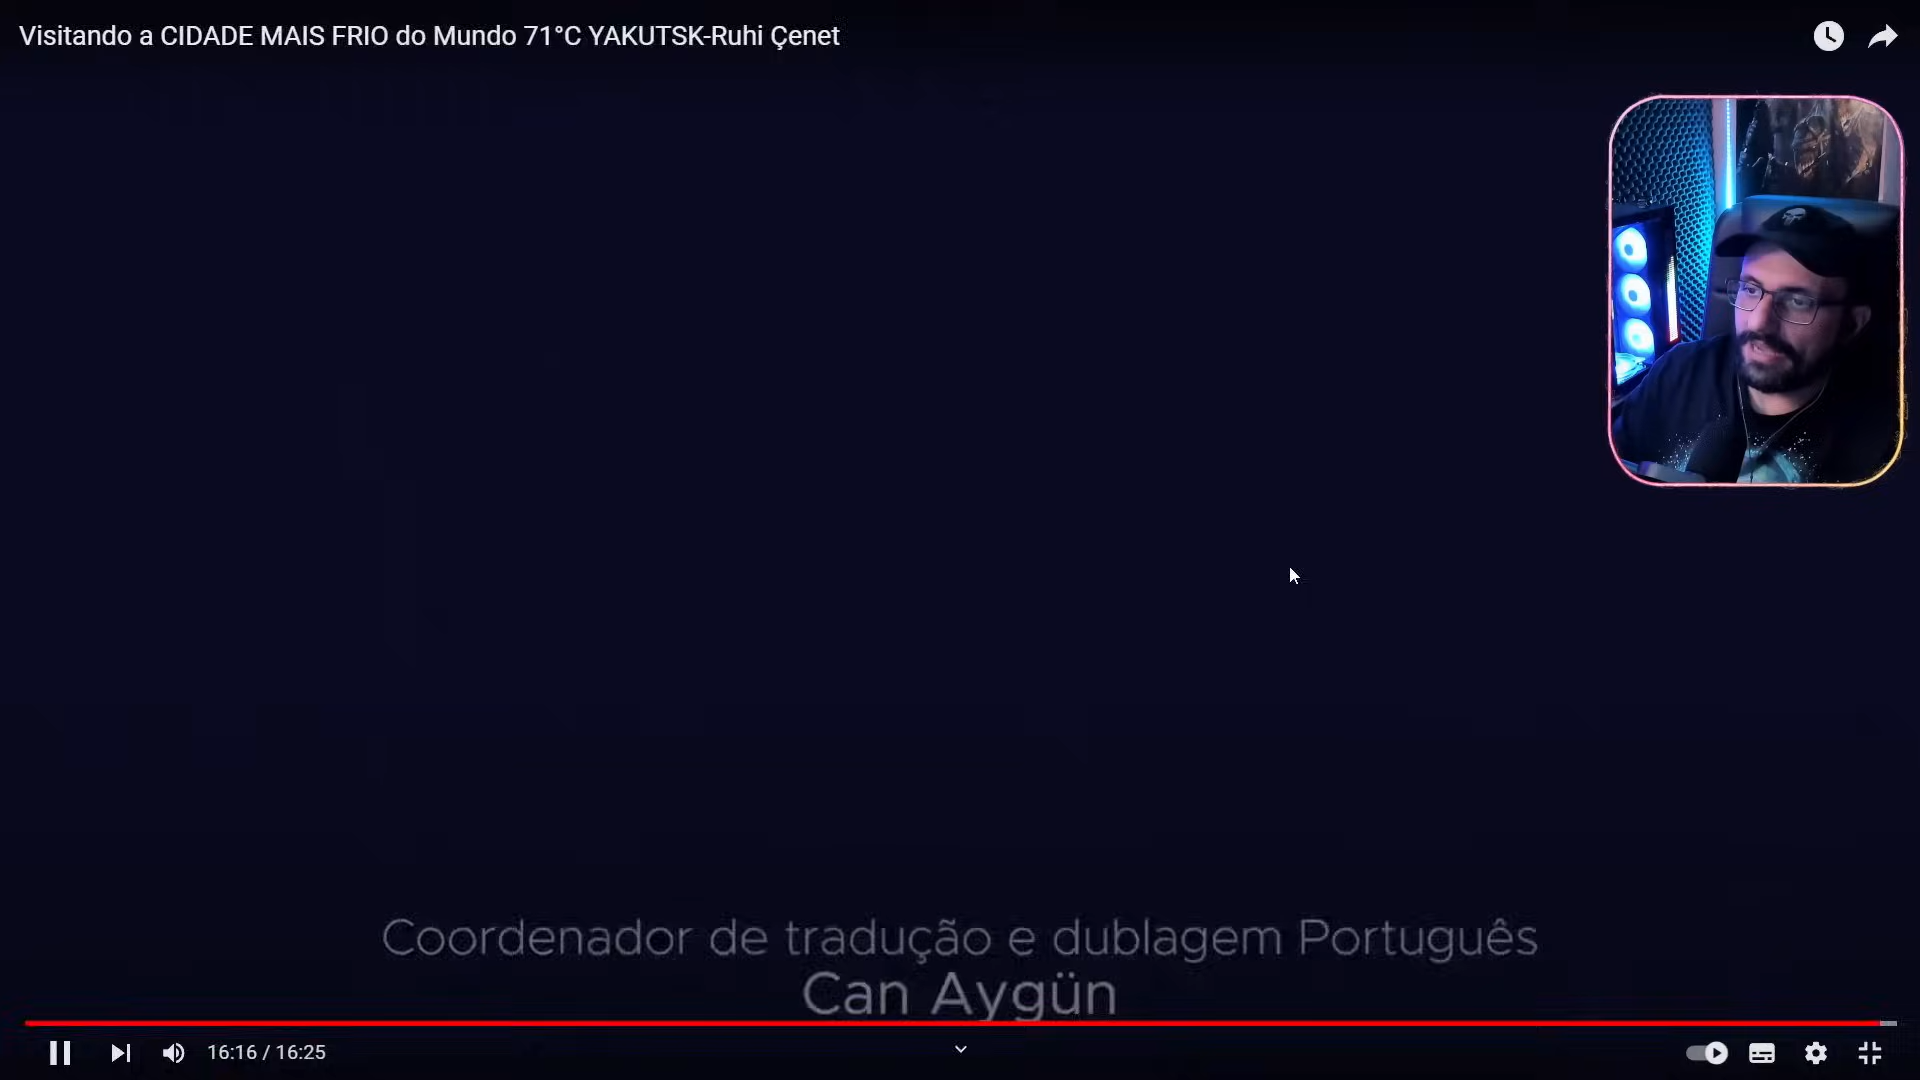 Visitando a CIDADE MAIS FRIO do Mundo 71°C YAKUTSK-Ruhi Çenet
Coordenador de tradução e dublagem Português
Can Aygün
16:16 / 16:25